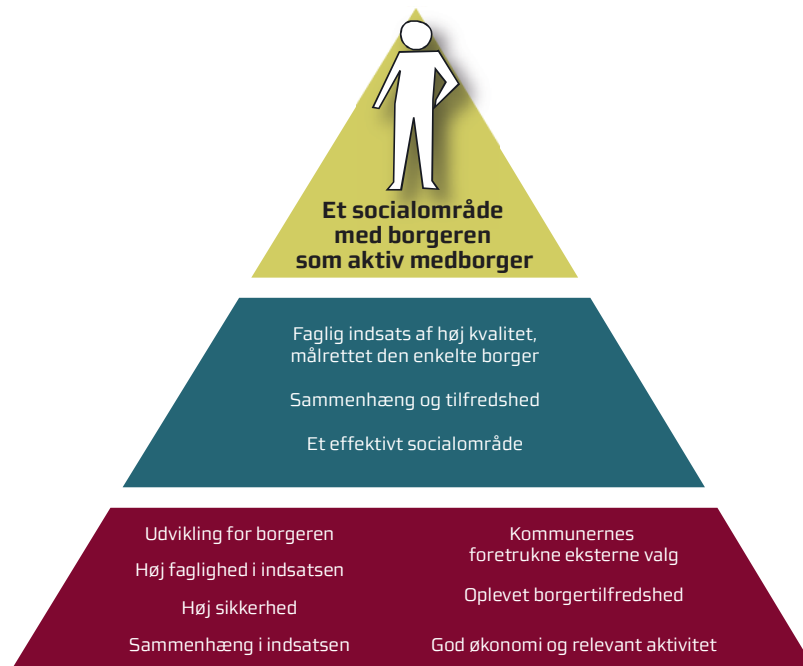 Et socialområde
med borgeren
som aktiv medborger
Faglig indsats af høj kvalitet,
målrettet den enkelte borger
Sammenhæng og tilfredshed
Et effektivt socialområde
Udvikling for borgeren
Høj faglighed i indsatsen
Høj sikkerhed
Sammenhæng i indsatsen
Kommunernes
foretrukne eksterne valg
Oplevet borgertilfredshed
God økonomi og relevant aktivitet